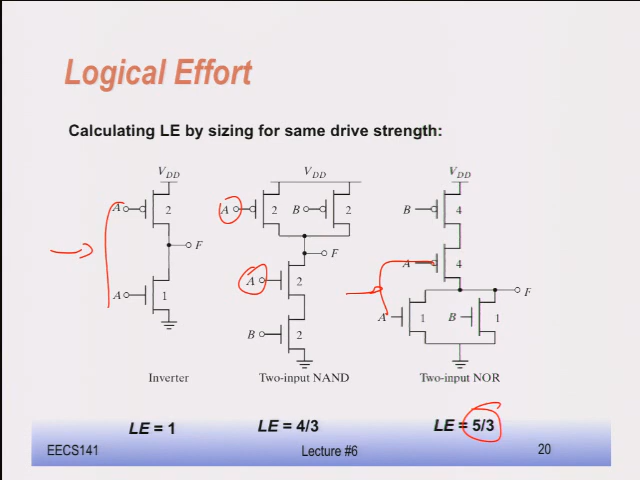 Logical Effort
Calculating LE by sizing for same drive strength:
VDD
VDD
VDD
A
2
F
A
1
A
2
B
2
F
A
2
B
2
B
4
A
4
F
A
1
B
1
Inverter
Two-input NAND
Two-input NOR
LE = 1
LE = 4/3
LE = 5/3
EECS141
Lecture #6
20